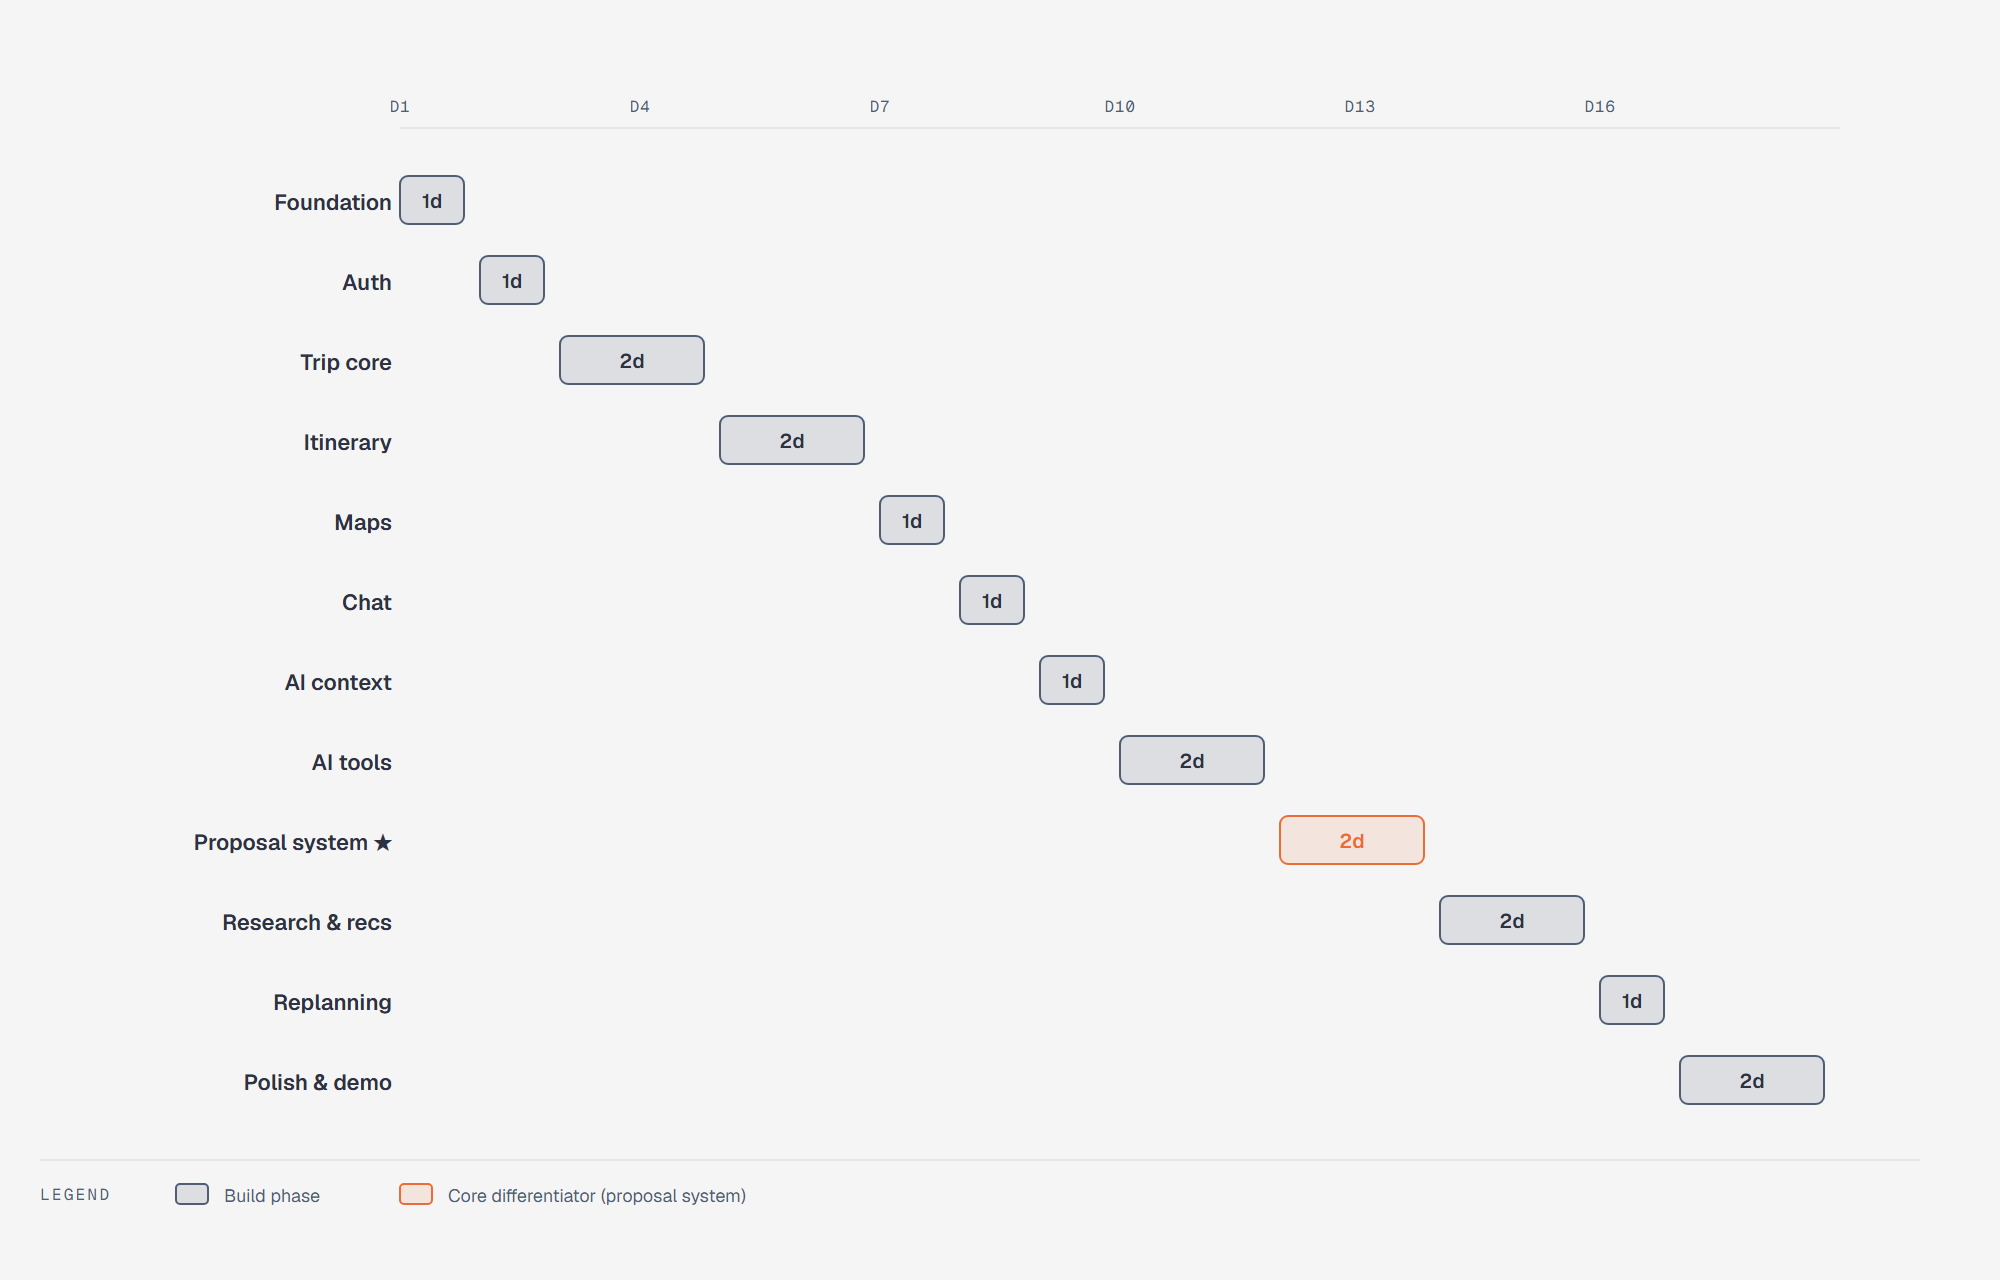 D1 D4 D7 D10 D13 D16
Foundation 1d
Auth 1d
Trip core 2d
Itinerary 2d
Maps 1d
Chat 1d
AI context 1d
AI tools 2d
Proposal system ★ 2d
Research & recs 2d
Replanning 1d
Polish & demo 2d
LEGEND Build phase Core differentiator (proposal system)